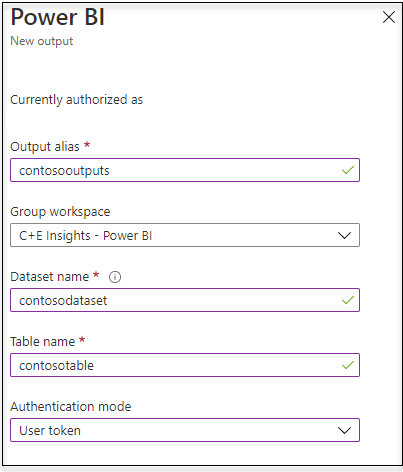 Power BI
New output
Currently authorized as
Output alias *
contosooutputs
Group workspace
C+E Insights - Power BI
Dataset name *
contosodataset
Table name *
contosotable
Authentication mode
User token